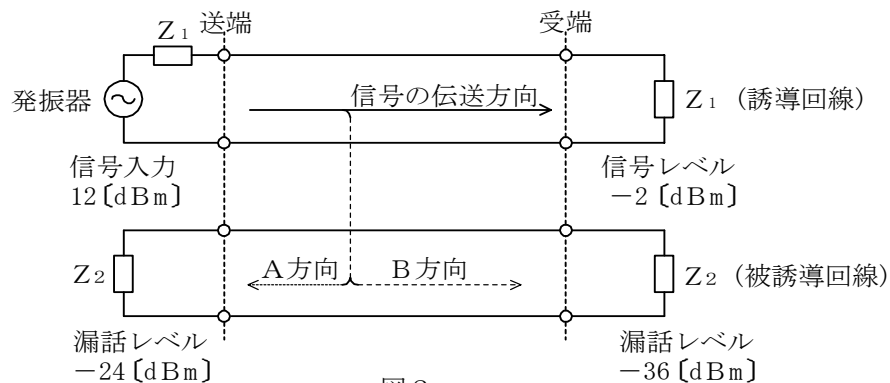 Ｚ１
送端
受端
発振器
信号の伝送方向
Ｚ１（誘導回線）
信号入力
12〔dBm〕
信号レベル
−2〔dBm〕
Ｚ２
Ａ方向
Ｂ方向
Ｚ２（被誘導回線）
漏話レベル
−24〔dBm〕
漏話レベル
−36〔dBm〕